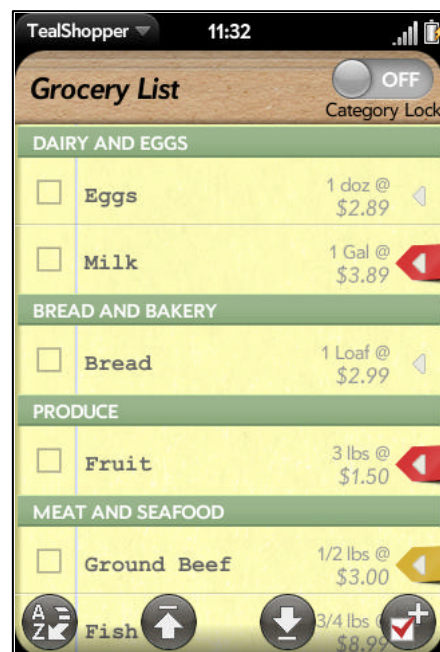 TealShopper 11:32
Grocery List
OFF
Category Lock
DAIRY AND EGGS
Eggs
1 doz @
$2.89
Milk
1 Gal @
$3.89
BREAD AND BAKERY
Bread
1 Loaf @
$2.99
PRODUCE
Fruit
3 lbs @
$1.50
MEAT AND SEAFOOD
Ground Beef
1/2 lbs @
$3.00
A
Z
Fish
3/4 lbs
$8.99